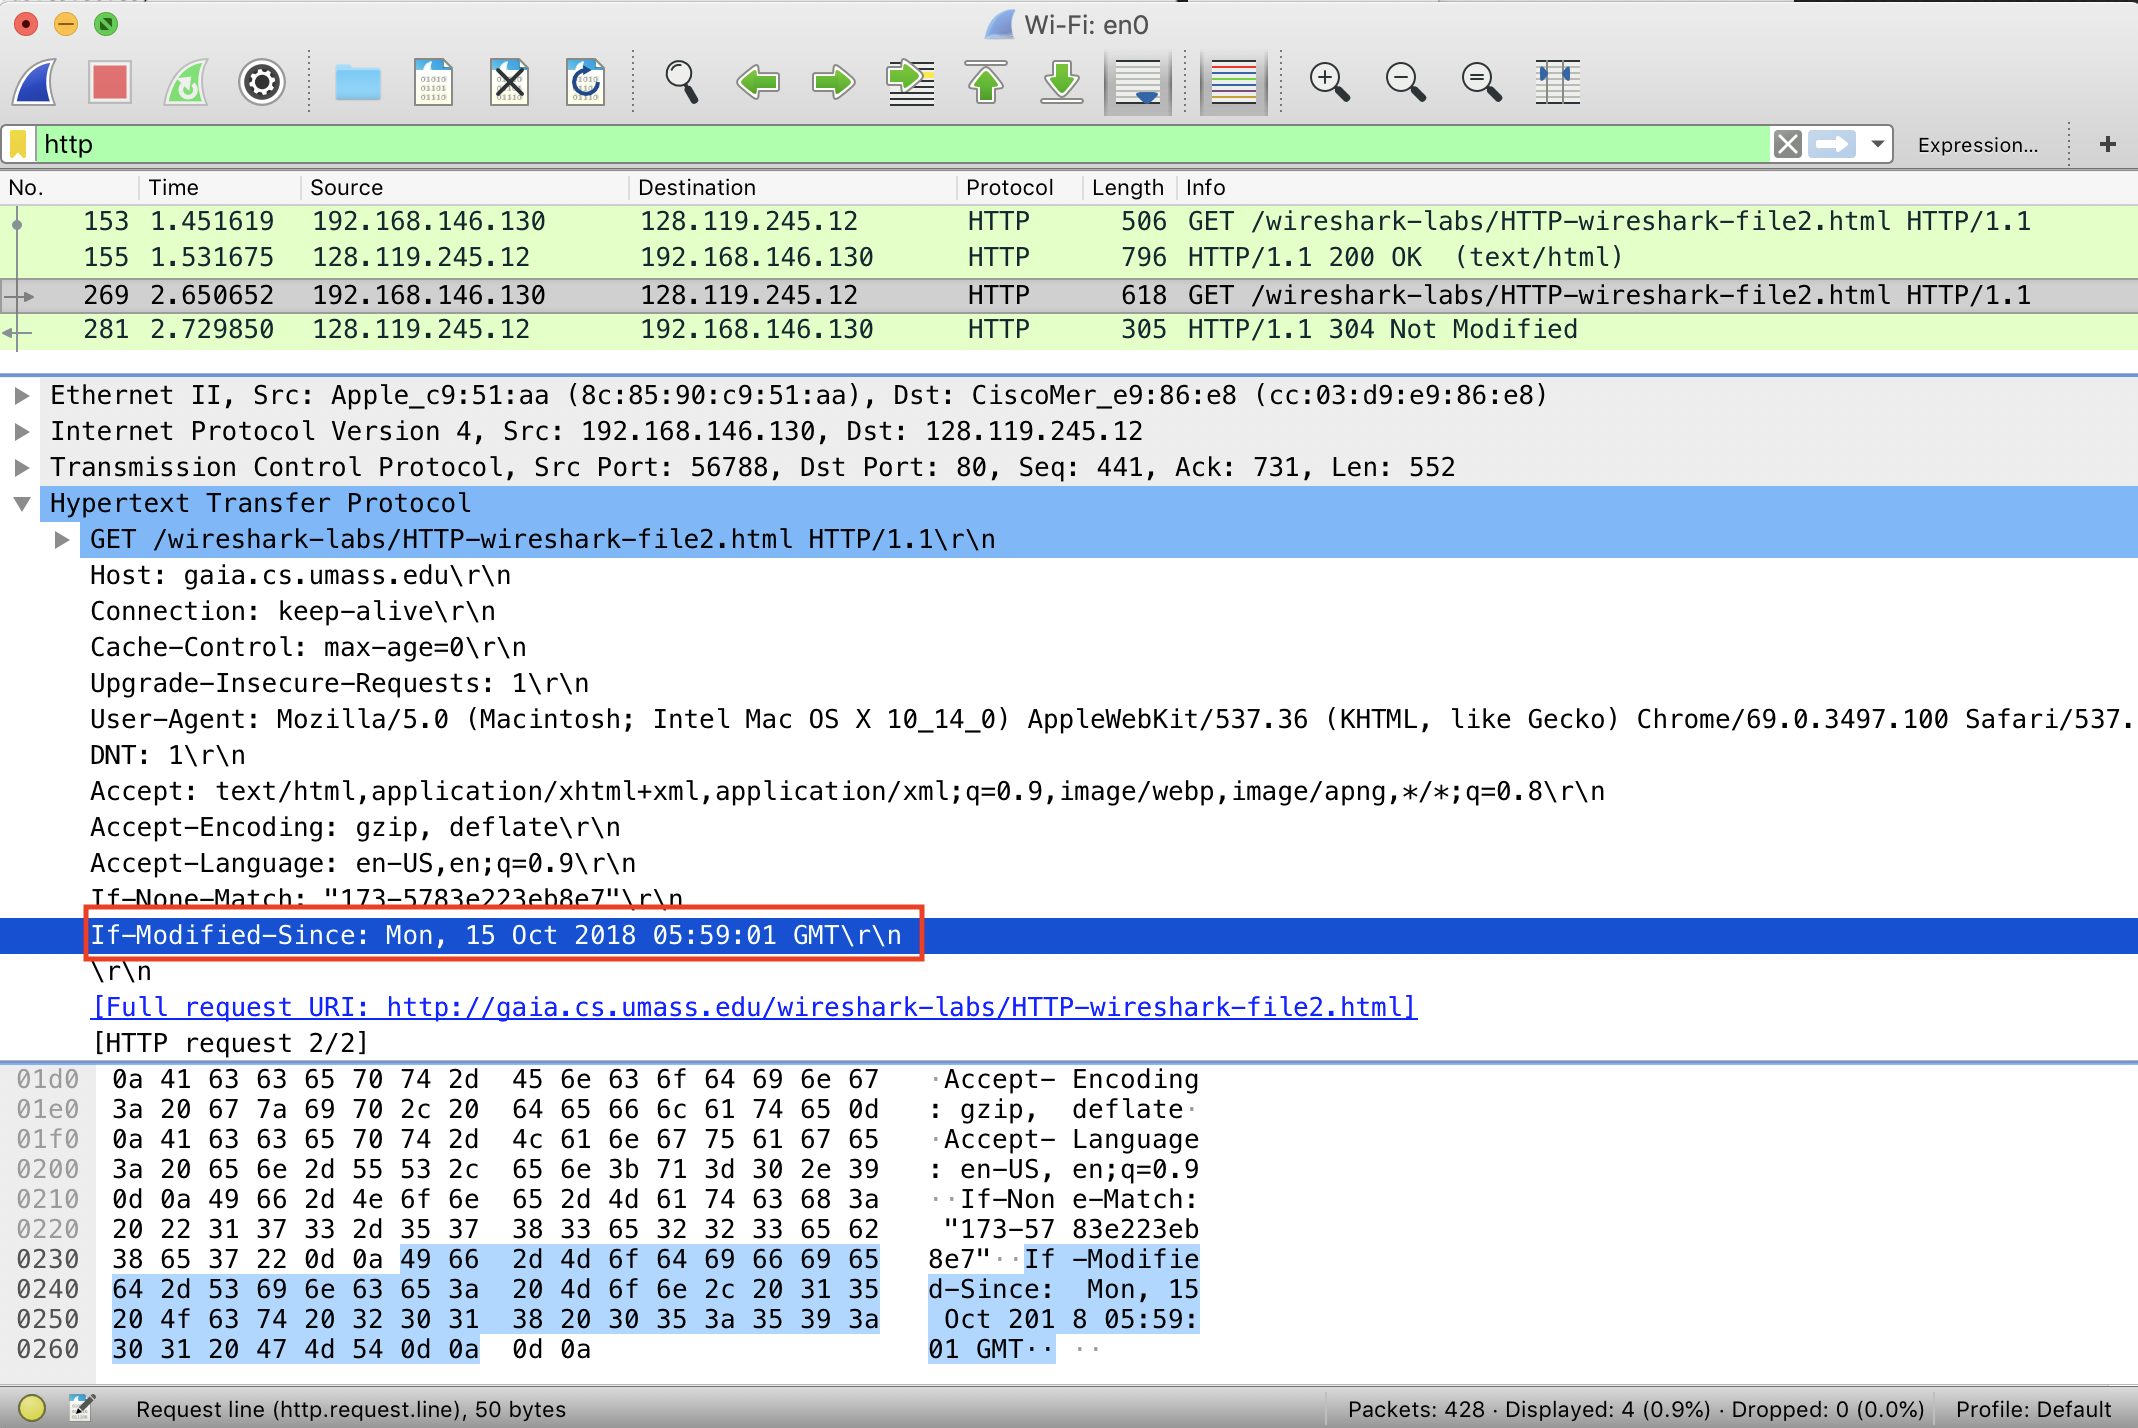 Wi-Fi: en0
http
Expression...
+
No. Time Source Destination Protocol Length Info
153 1.451619 192.168.146.130 128.119.245.12 HTTP 506 GET /wireshark-labs/HTTP-wireshark-file2.html HTTP/1.1
155 1.531675 128.119.245.12 192.168.146.130 HTTP 796 HTTP/1.1 200 OK  (text/html)
269 2.650652 192.168.146.130 128.119.245.12 HTTP 618 GET /wireshark-labs/HTTP-wireshark-file2.html HTTP/1.1
281 2.729850 128.119.245.12 192.168.146.130 HTTP 305 HTTP/1.1 304 Not Modified
Ethernet II, Src: Apple_c9:51:aa (8c:85:90:c9:51:aa), Dst: CiscoMer_e9:86:e8 (cc:03:d9:e9:86:e8)
Internet Protocol Version 4, Src: 192.168.146.130, Dst: 128.119.245.12
Transmission Control Protocol, Src Port: 56788, Dst Port: 80, Seq: 441, Ack: 731, Len: 552
Hypertext Transfer Protocol
GET /wireshark-labs/HTTP-wireshark-file2.html HTTP/1.1\r\n
Host: gaia.cs.umass.edu\r\n
Connection: keep-alive\r\n
Cache-Control: max-age=0\r\n
Upgrade-Insecure-Requests: 1\r\n
User-Agent: Mozilla/5.0 (Macintosh; Intel Mac OS X 10_14_0) AppleWebKit/537.36 (KHTML, like Gecko) Chrome/69.0.3497.100 Safari/537.
DNT: 1\r\n
Accept: text/html,application/xhtml+xml,application/xml;q=0.9,image/webp,image/apng,*/*;q=0.8\r\n
Accept-Encoding: gzip, deflate\r\n
Accept-Language: en-US,en;q=0.9\r\n
If-None-Match: "173-5783e223eb8e7"\r\n
If-Modified-Since: Mon, 15 Oct 2018 05:59:01 GMT\r\n
\r\n
[Full request URI: http://gaia.cs.umass.edu/wireshark-labs/HTTP-wireshark-file2.html]
[HTTP request 2/2]
01d0 0a 41 63 63 65 70 74 2d 45 6e 63 6f 64 69 6e 67 ·Accept- Encoding
01e0 3a 20 67 7a 69 70 2c 20 64 65 66 6c 61 74 65 0d : gzip,  deflate·
01f0 0a 41 63 63 65 70 74 2d 4c 61 6e 67 75 61 67 65 ·Accept- Language
0200 3a 20 65 6e 2d 55 53 2c 65 6e 3b 71 3d 30 2e 39 : en-US, en;q=0.9
0210 0d 0a 49 66 2d 4e 6f 6e 65 2d 4d 61 74 63 68 3a ··If-Non e-Match:
0220 20 22 31 37 33 2d 35 37 38 33 65 32 32 33 65 62 "173-57 83e223eb
0230 38 65 37 22 0d 0a 49 66 2d 4d 6f 64 69 66 69 65 8e7"··If -Modifie
0240 64 2d 53 69 6e 63 65 3a 20 4d 6f 6e 2c 20 31 35 d-Since:  Mon, 15
0250 20 4f 63 74 20 32 30 31 38 20 30 35 3a 35 39 3a Oct 201 8 05:59:
0260 30 31 20 47 4d 54 0d 0a 0d 0a 01 GMT·· ··
Request line (http.request.line), 50 bytes
Packets: 428 · Displayed: 4 (0.9%) · Dropped: 0 (0.0%)
Profile: Default